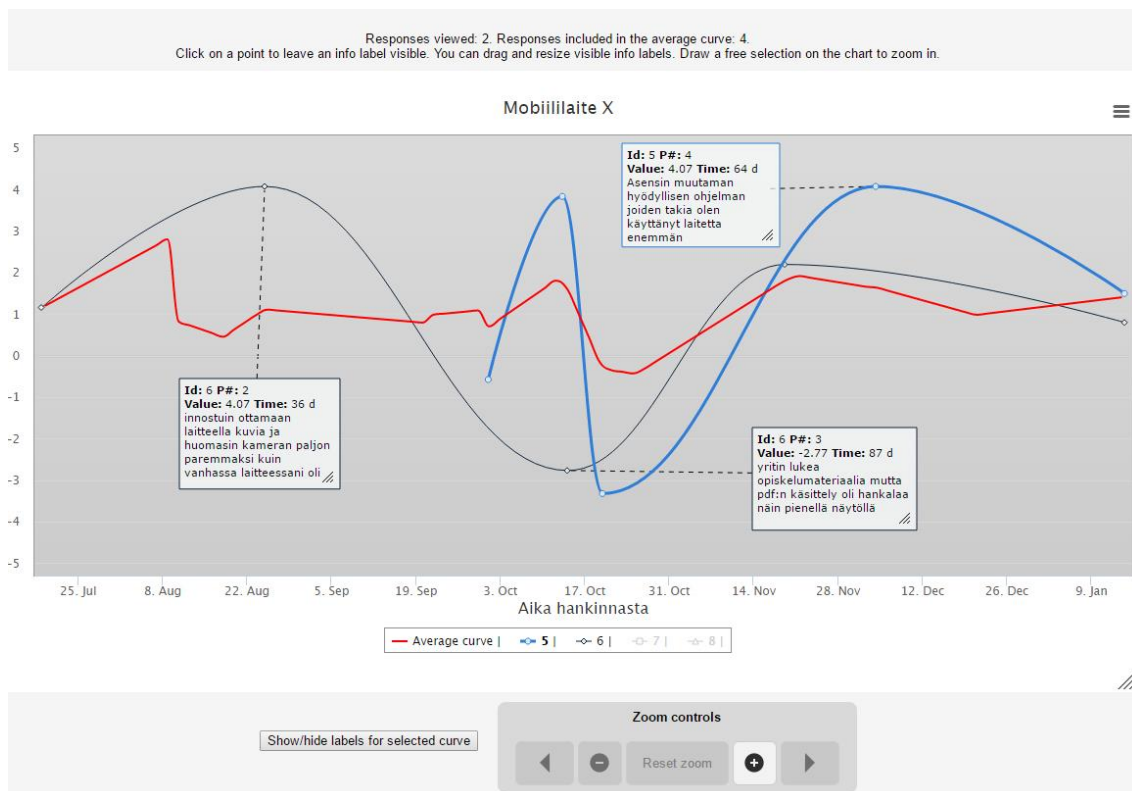 Responses viewed: 2. Responses included in the average curve: 4.
Click on a point to leave an info label visible. You can drag and resize visible info labels. Draw a free selection on the chart to zoom in.
Mobiililaite X
5
4
3
2
1
0
-1
-2
-3
-4
-5
Id: 5 P#: 4
Value: 4.07 Time: 64 d
Asensin muutaman
hyödyllisen ohjelman
joiden takia olen
käyttänyt laitetta
enemmän
Id: 6 P#: 2
Value: 4.07 Time: 36 d
innostuin ottamaan
laitteella kuvia ja
huomasin kameran paljon
paremmaksi kuin
vanhassa laitteessani oli
Id: 6 P#: 3
Value: -2.77 Time: 87 d
yritin lukea
opiskelumateriaalia mutta
pdf:n käsittely oli hankalaa
näin pienellä näytöllä
25. Jul 8. Aug 22. Aug 5. Sep 19. Sep 3. Oct 17. Oct 31. Oct 14. Nov 28. Nov 12. Dec 26. Dec 9. Jan
Aika hankinnasta
Average curve | 5 | 6 | 7 | 8 |
Zoom controls
Show/hide labels for selected curve
Reset zoom